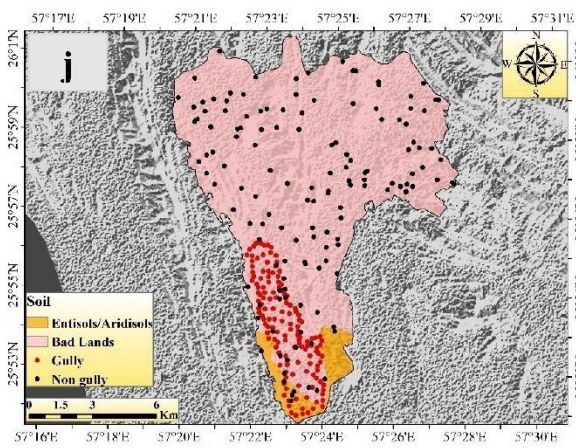 57°17'E 57°19'E 57°21'E 57°23'E 57°25'E 57°27'E 57°29'E 57°31'E
j
N
W E
S
26°1'N
25°59'N
25°57'N
25°55'N
25°53'N
Soil
Entisols/Aridisols
Bad Lands
Gully
Non gully
0 1.5 3 6
Km
57°16'E 57°18'E 57°20'E 57°22'E 57°24'E 57°26'E 57°28'E 57°30'E